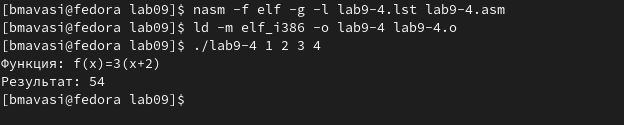 [bmavasi@fedora lab09]$ nasm -f elf -g -l lab9-4.lst lab9-4.asm
[bmavasi@fedora lab09]$ ld -m elf_i386 -o lab9-4 lab9-4.o
[bmavasi@fedora lab09]$ ./lab9-4 1 2 3 4
Функция: f(x)=3(x+2)
Результат: 54
[bmavasi@fedora lab09]$